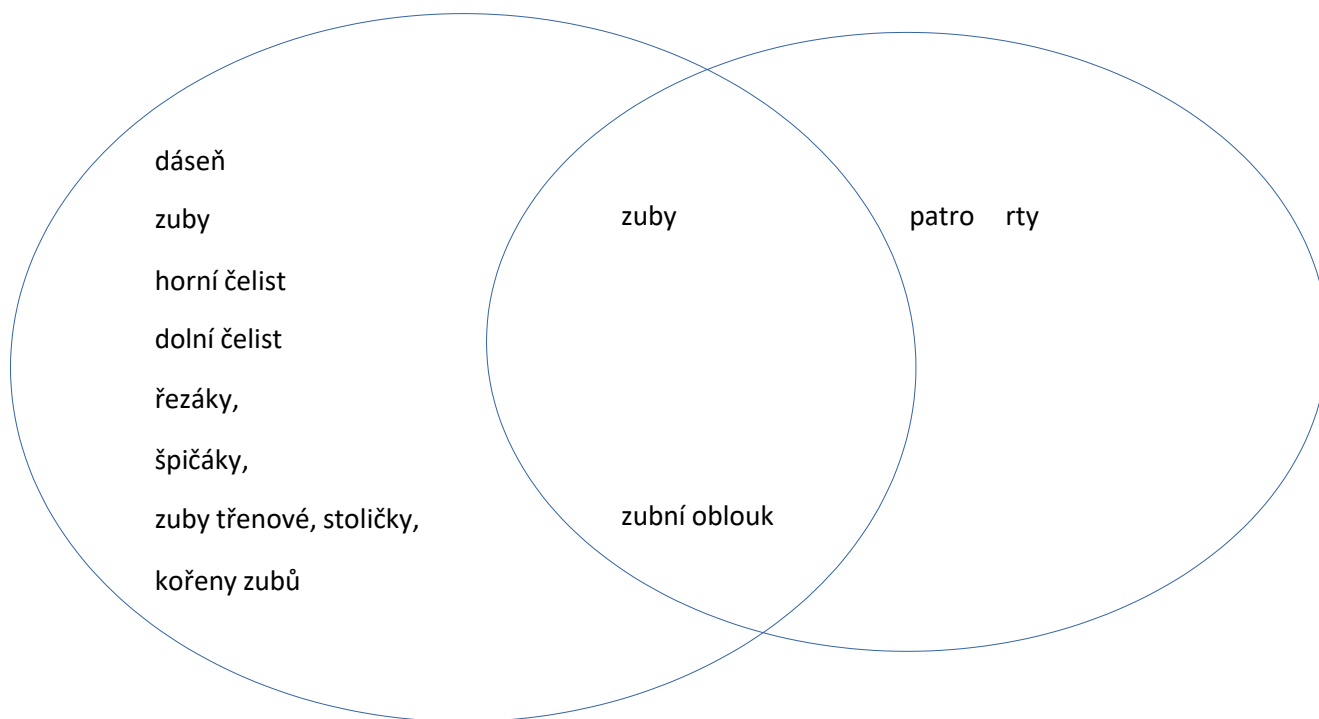 dáseň
zuby
zuby
patro rty
horní čelist
dolní čelist
řezáky,
špičáky,
zuby třenové, stoličky,
zubní oblouk
kořeny zubů